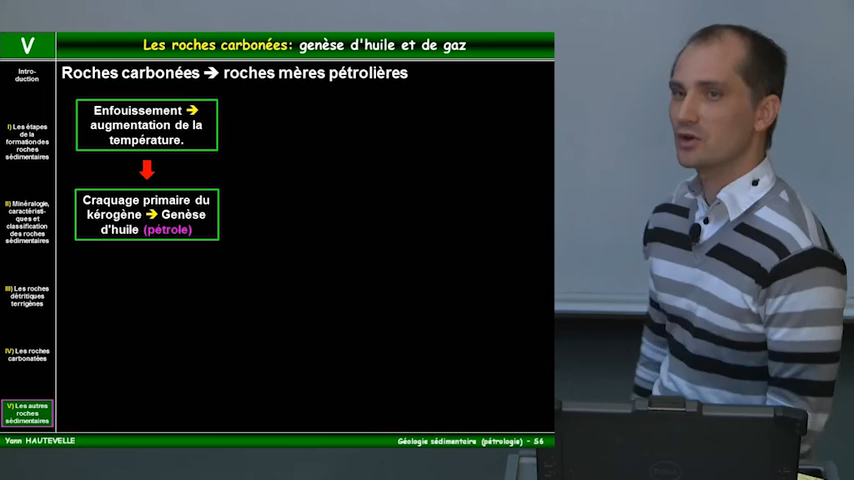 V
Les roches carbonées: genèse d'huile et de gaz
Intro-
duction
I) Les étapes
de la
formation des
roches
sédimentaires
II) Minéralogie,
caractéristi-
ques et
classification
des roches
sédimentaires
III) Les roches
détritiques
terrigènes
IV) Les roches
carbonatées
V) Les autres
roches
sédimentaires
Roches carbonées ➔ roches mères pétrolières
Enfouissement ➔
augmentation de la
température.
Craquage primaire du
kérogène ➔ Genèse
d'huile (pétrole)
Yann HAUTEVELLE
Géologie sédimentaire (pétrologie) - 56
DELL